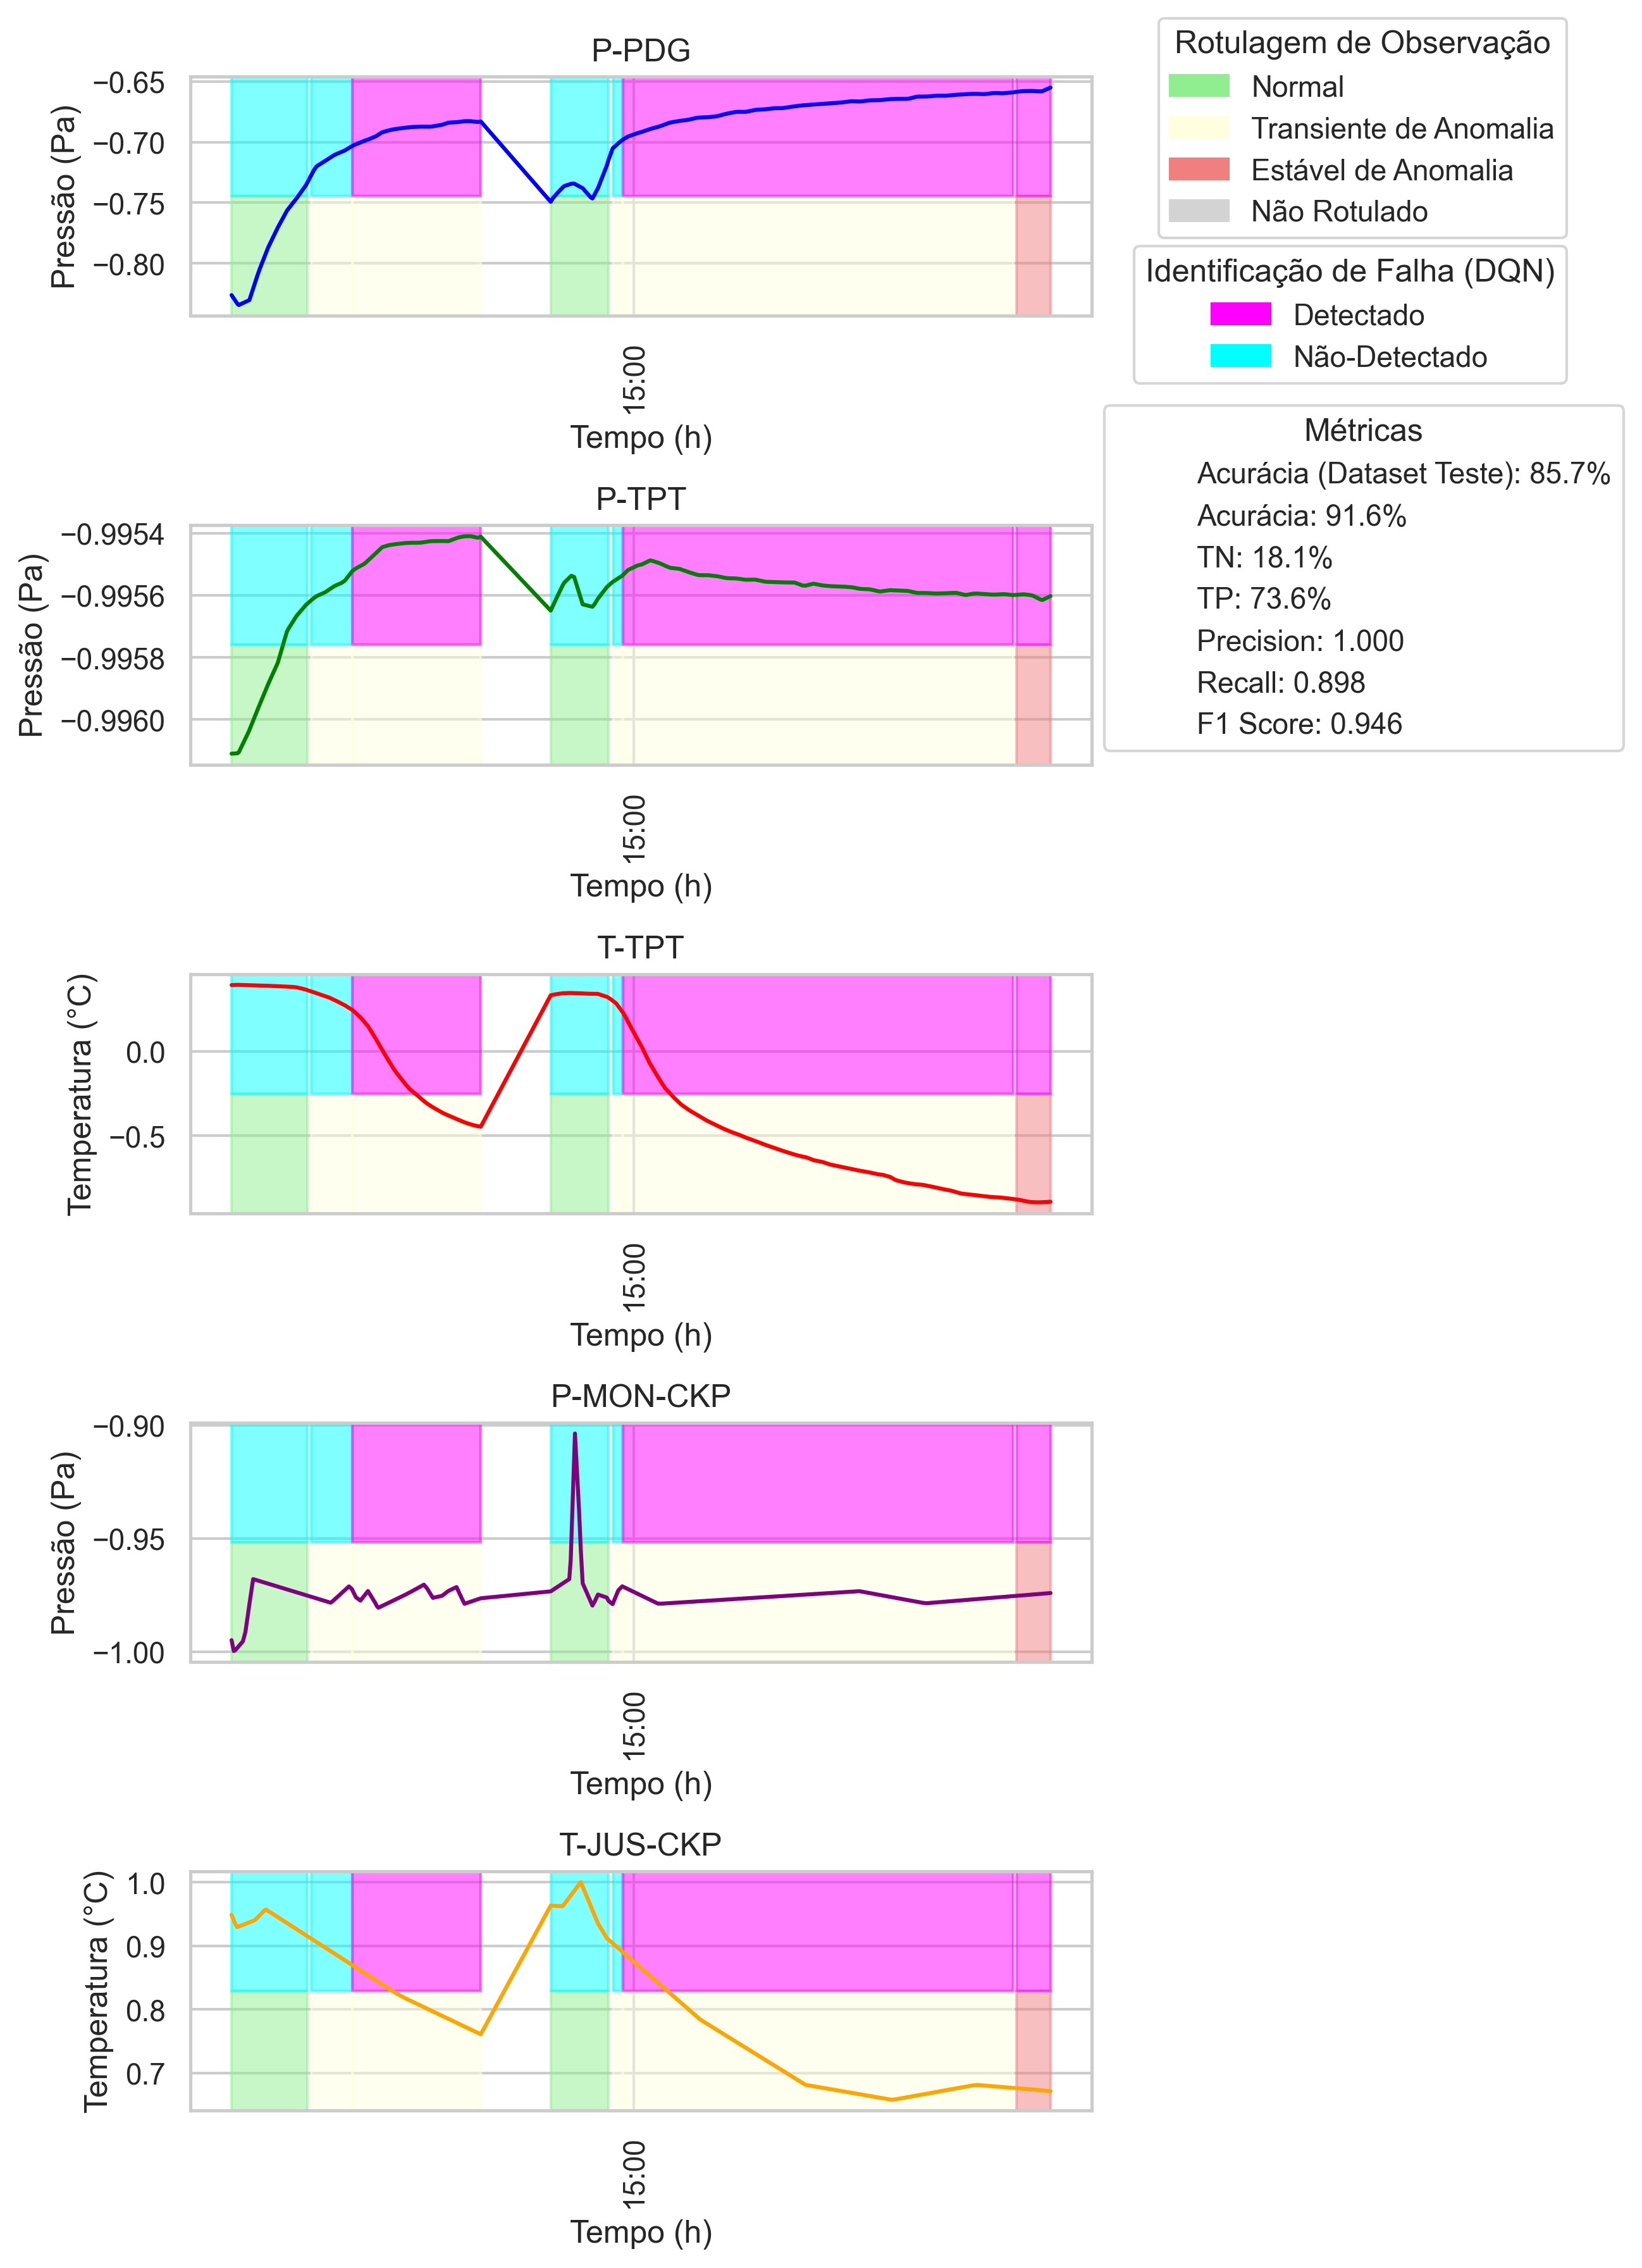 P-PDG
Pressão (Pa)
−0.65
−0.70
−0.75
−0.80
15:00
Tempo (h)
Rotulagem de Observação
Normal
Transiente de Anomalia
Estável de Anomalia
Não Rotulado
Identificação de Falha (DQN)
Detectado
Não-Detectado
Métricas
Acurácia (Dataset Teste): 85.7%
Acurácia: 91.6%
TN: 18.1%
TP: 73.6%
Precision: 1.000
Recall: 0.898
F1 Score: 0.946
P-TPT
Pressão (Pa)
−0.9954
−0.9956
−0.9958
−0.9960
15:00
Tempo (h)
T-TPT
Temperatura (°C)
0.0
−0.5
15:00
Tempo (h)
P-MON-CKP
Pressão (Pa)
−0.90
−0.95
−1.00
15:00
Tempo (h)
T-JUS-CKP
Temperatura (°C)
1.0
0.9
0.8
0.7
15:00
Tempo (h)